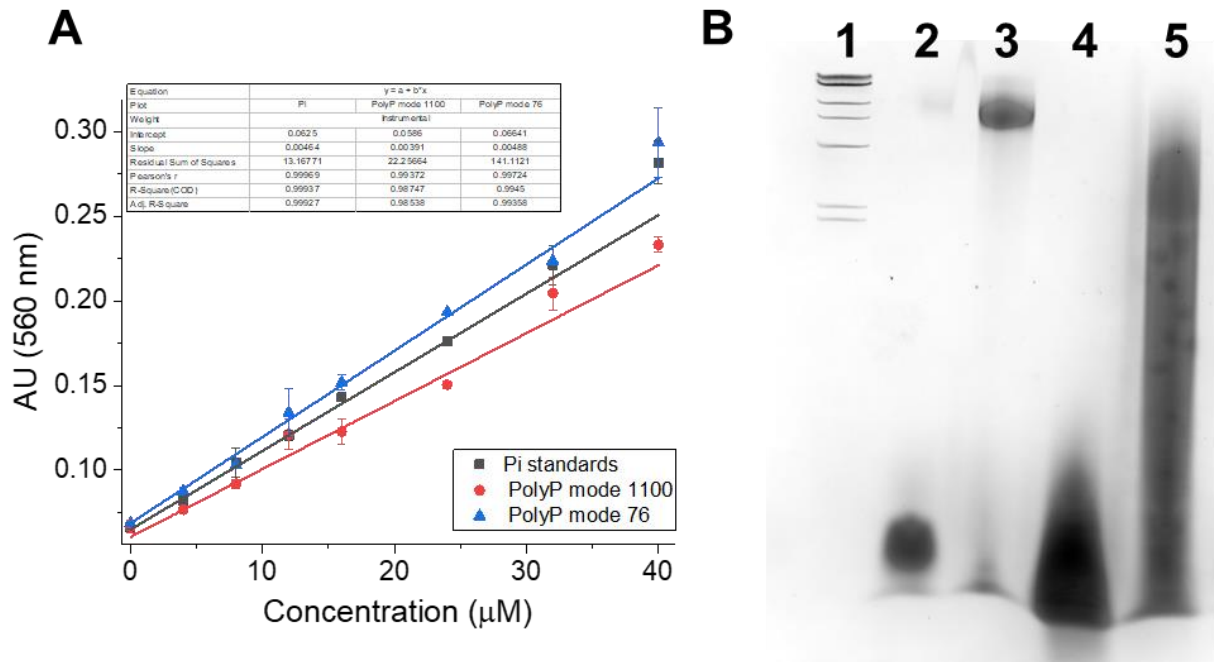 A
B
1 2 3 4 5
Equation y = a + b*x
Plot Pi PolyP mode 1100 PolyP mode 76
Weight Instrumental
Intercept 0.0625 0.0586 0.06641
Slope 0.00464 0.00391 0.00488
Residual Sum of Squares 13.16771 22.25664 141.1121
Pearson's r 0.99969 0.99372 0.99724
R-Square(COD) 0.99937 0.98747 0.9945
Adj. R-Square 0.99927 0.98538 0.99358
0.30
0.25
0.20
0.15
0.10
AU (560 nm)
Pi standards
PolyP mode 1100
PolyP mode 76
0 10 20 30 40
Concentration (μM)